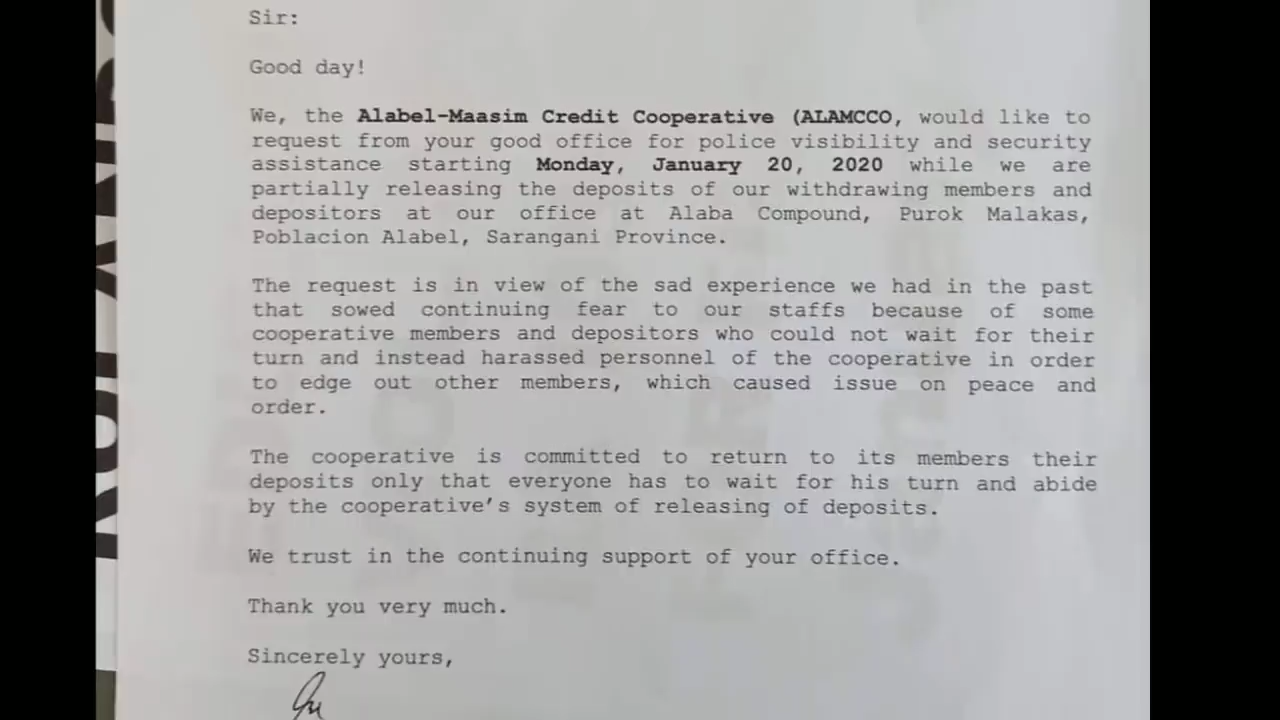 Sir:
Good day!
We, the Alabel-Maasim Credit Cooperative (ALAMCCO, would like to
request from your good office for police visibility and security
assistance starting Monday, January 20, 2020 while we are
partially releasing the deposits of our withdrawing members and
depositors at our office at Alaba Compound, Purok Malakas,
Poblacion Alabel, Sarangani Province.
The request is in view of the sad experience we had in the past
that sowed continuing fear to our staffs because of some
cooperative members and depositors who could not wait for their
turn and instead harassed personnel of the cooperative in order
to edge out other members, which caused issue on peace and
order.
The cooperative is committed to return to its members their
deposits only that everyone has to wait for his turn and abide
by the cooperative's system of releasing of deposits.
We trust in the continuing support of your office.
Thank you very much.
Sincerely yours,